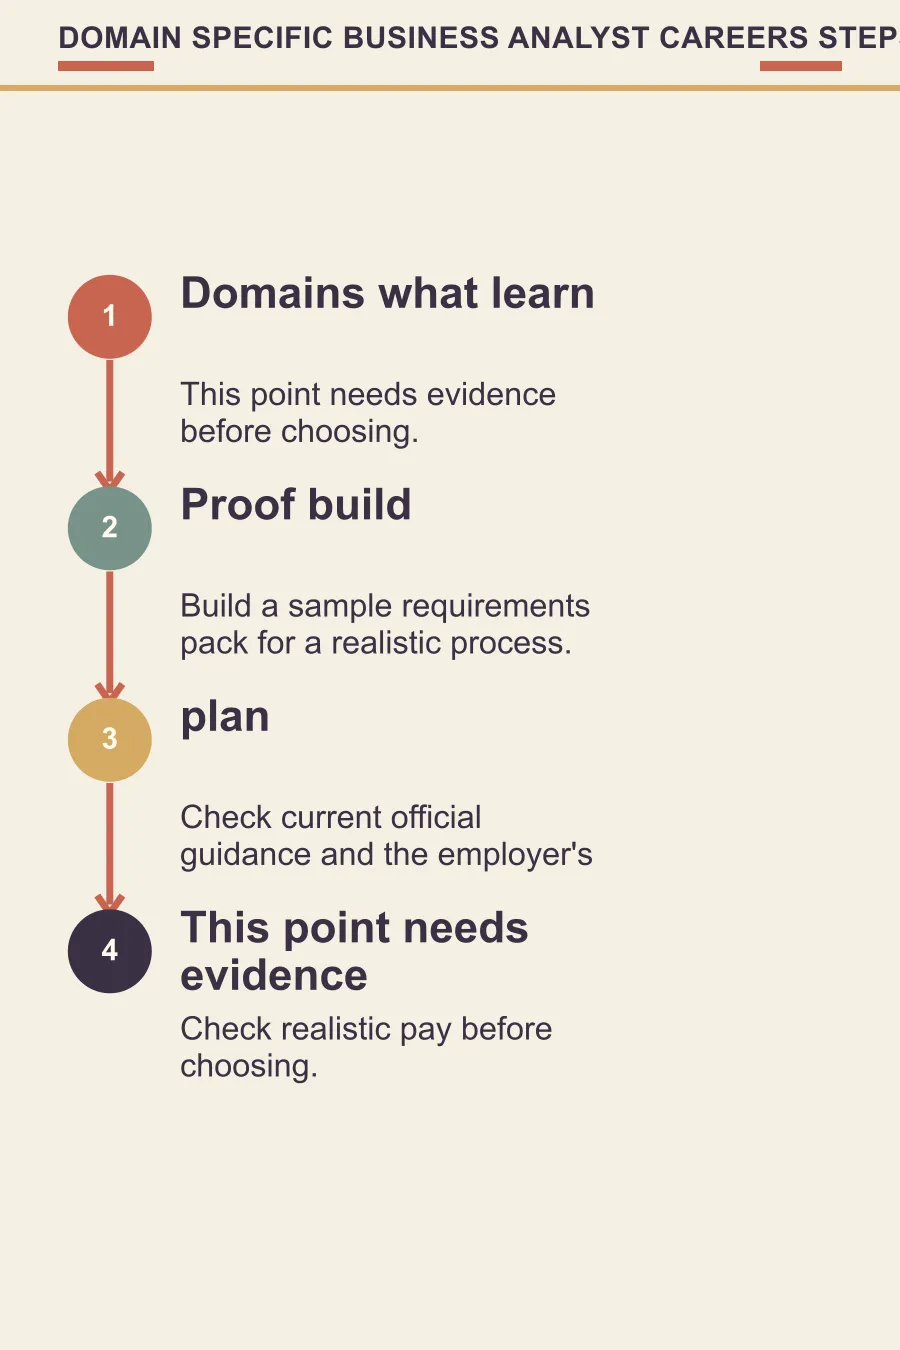 DOMAIN SPECIFIC BUSINESS ANALYST CAREERS STEPS
1
Domains what learn
This point needs evidence
before choosing.
2
Proof build
Build a sample requirements
pack for a realistic process.
3
plan
Check current official
guidance and the employer's
4
This point needs
evidence
Check realistic pay before
choosing.